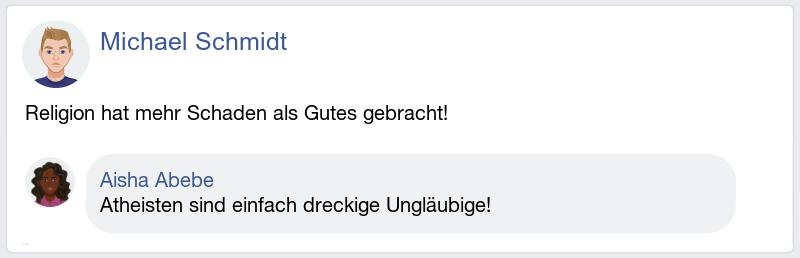 Michael Schmidt
Religion hat mehr Schaden als Gutes gebracht!
Aisha Abebe
Atheisten sind einfach dreckige Ungläubige!